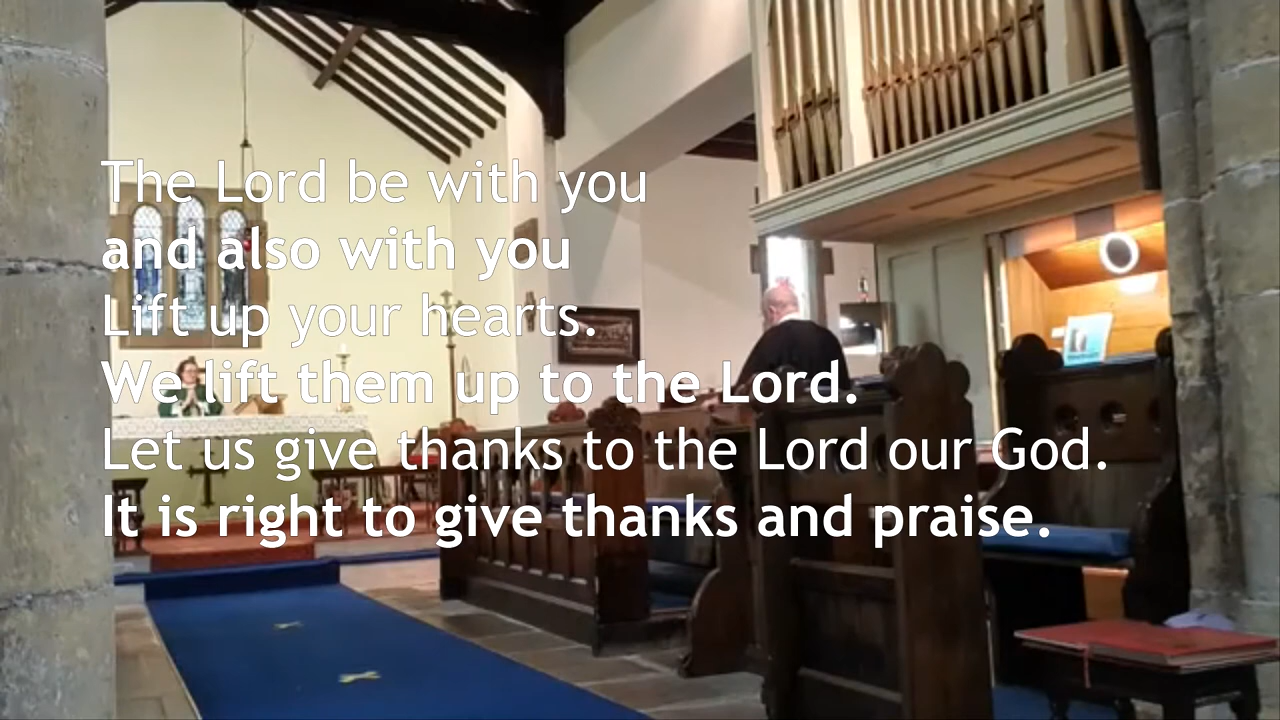 The Lord be with you
and also with you
Lift up your hearts.
We lift them up to the Lord.
Let us give thanks to the Lord our God.
It is right to give thanks and praise.